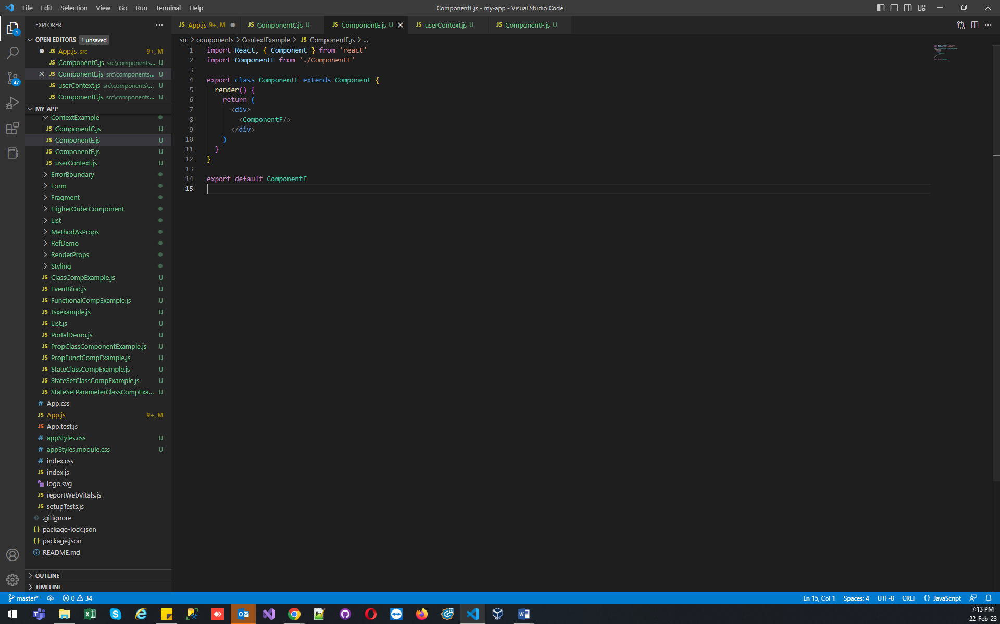 File Edit Selection View Go Run Terminal Help
ComponentE.js - my-app - Visual Studio Code
EXPLORER
OPEN EDITORS 1 unsaved
App.js src 9+, M
ComponentC.js src\components... U
ComponentE.js src\components... U
userContext.js src\components\... U
ComponentF.js src\components... U
MY-APP
ContextExample
ComponentC.js U
ComponentE.js U
ComponentF.js U
userContext.js U
ErrorBoundary
Form
Fragment
HigherOrderComponent
List
MethodAsProps
RefDemo
RenderProps
Styling
ClassCompExample.js U
EventBind.js U
FunctionalCompExample.js U
Jsxexample.js U
List.js U
PortalDemo.js U
PropClassComponentExample.js U
PropFunctCompExample.js U
StateClassCompExample.js U
StateSetClassCompExample.js U
StateSetParameterClassCompExa... U
App.css
App.js 9+, M
App.test.js
appStyles.css U
appStyles.module.css U
index.css
index.js
logo.svg
reportWebVitals.js
setupTests.js
.gitignore
package-lock.json
package.json
README.md
OUTLINE
TIMELINE
App.js 9+, M ComponentC.js U ComponentE.js U userContext.js U ComponentF.js U
src > components > ContextExample > JS ComponentE.js > ...
1 import React, { Component } from 'react'
2 import ComponentF from './ComponentF'
3
4 export class ComponentE extends Component {
5 render() {
6 return (
7 <div>
8 <ComponentF/>
9 </div>
10 )
11 }
12 }
13
14 export default ComponentE
15
master* 0 34
Ln 15, Col 1 Spaces: 4 UTF-8 CRLF {} JavaScript
7:13 PM
22-Feb-23